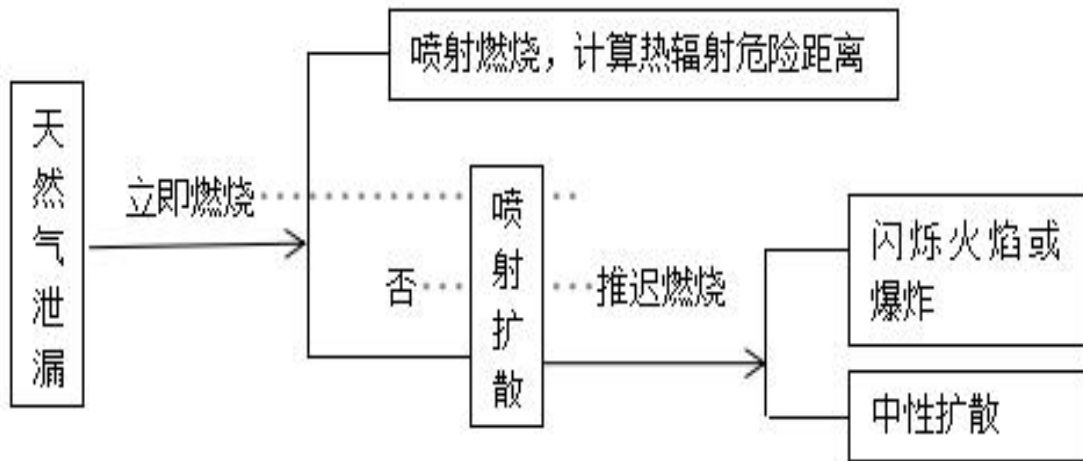 天然气泄漏
立即燃烧
喷射燃烧，计算热辐射危险距离
否
喷射扩散
推迟燃烧
闪烁火焰或
爆炸
中性扩散